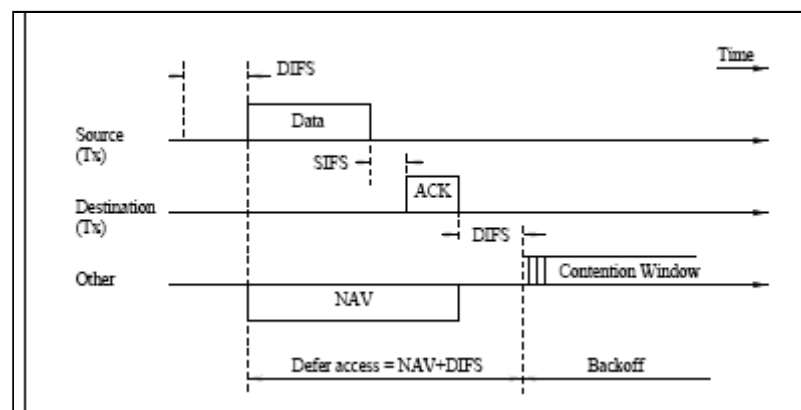 Time
DIFS
Data
Source
(Tx)
SIFS
ACK
Destination
(Tx)
DIFS
Contention Window
Other
NAV
Defer access = NAV+DIFS
Backoff